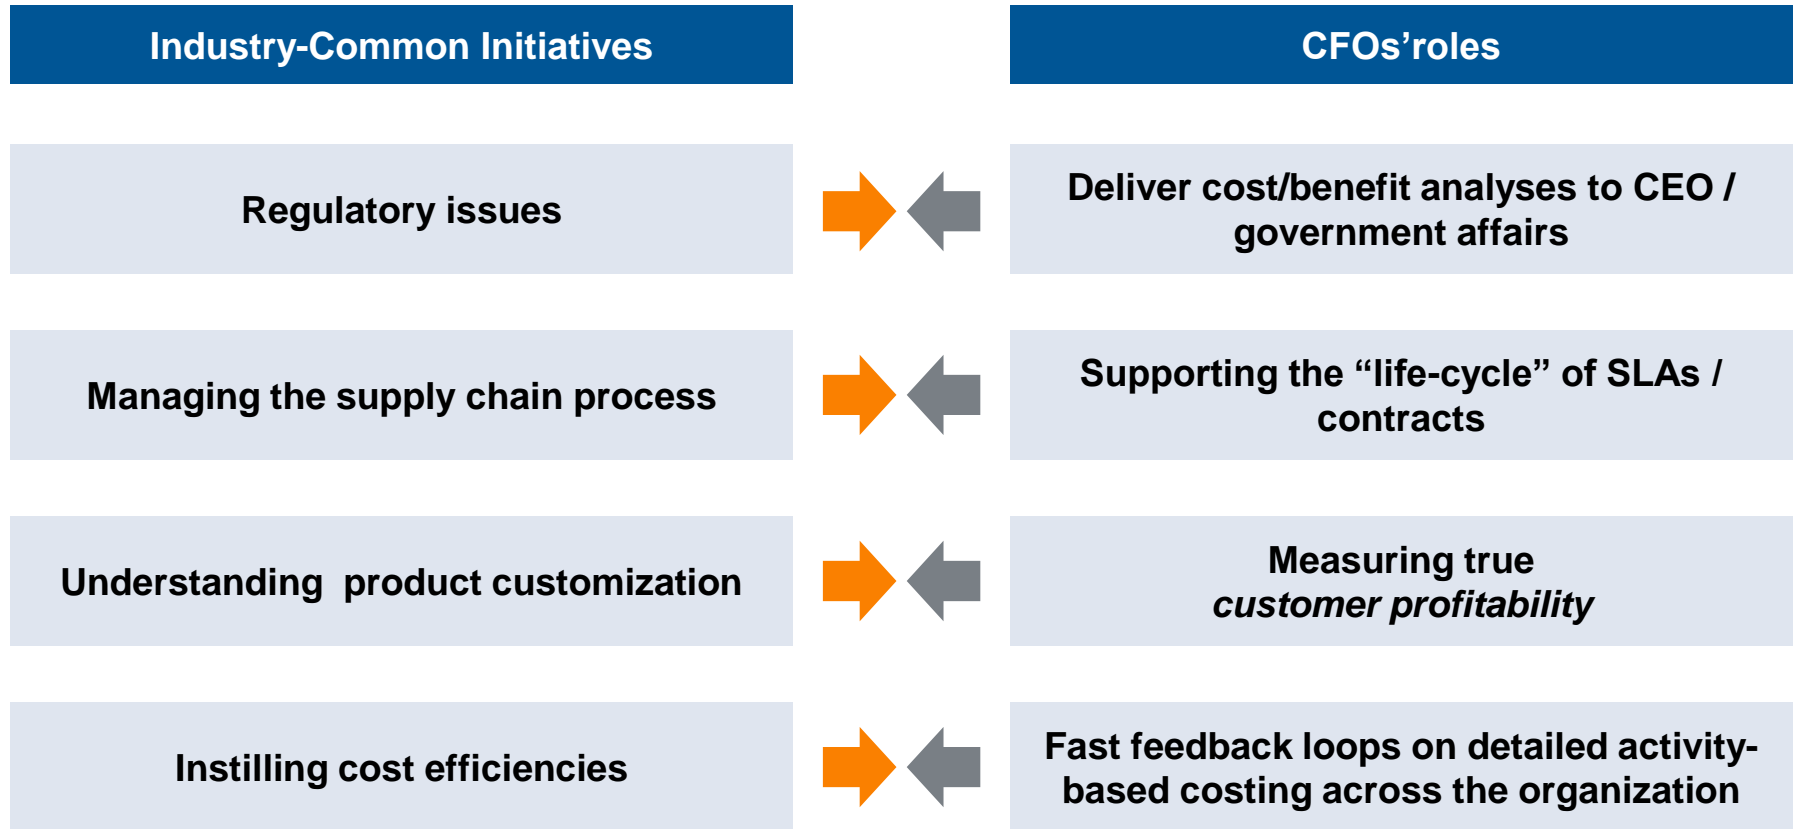 Industry-Common Initiatives
CFOs’roles
Regulatory issues
Deliver cost/benefit analyses to CEO /
government affairs
Managing the supply chain process
Supporting the “life-cycle” of SLAs /
contracts
Understanding  product customization
Measuring true
customer profitability
Instilling cost efficiencies
Fast feedback loops on detailed activity-
based costing across the organization